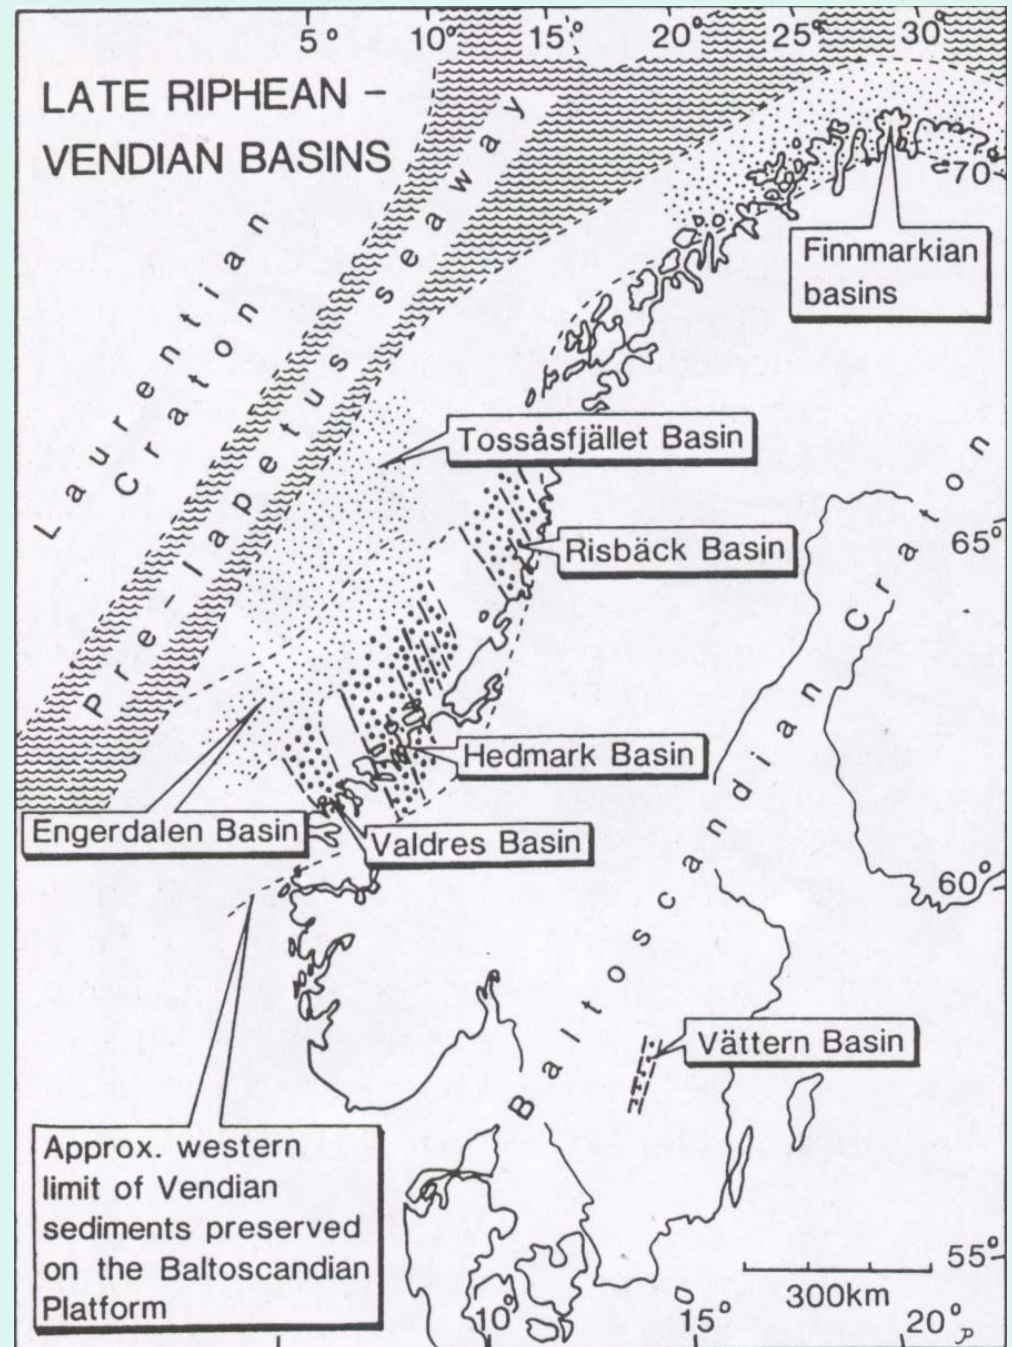 5° 10° 15° 20° 25° 30°
LATE RIPHEAN –
VENDIAN BASINS
Laurentian
Craton
Pre-Iapetus seaway
70°
Finnmarkian
basins
Tossåsfjället Basin
Risbäck Basin
65°
Hedmark Basin
Engerdalen Basin
Valdres Basin
60°
Baltoscandian Craton
Vättern Basin
Approx. western
limit of Vendian
sediments preserved
on the Baltoscandian
Platform
55°
300km
10° 15° 20°